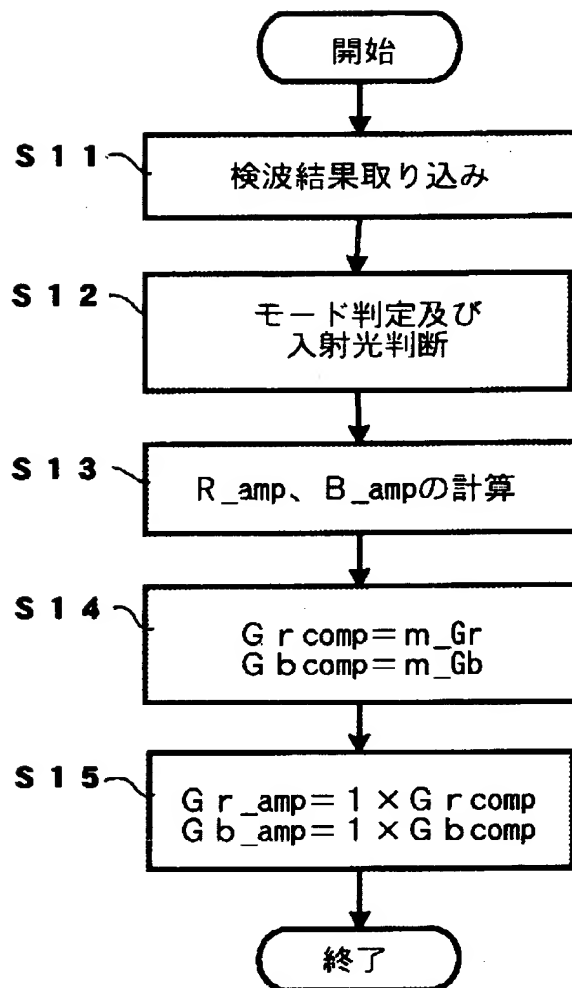 開始
S11
検波結果取り込み
S12
モード判定及び
入射光判断
S13
R_amp、B_ampの計算
S14
Grcomp=m_Gr
Gbcomp=m_Gb
S15
Gr_amp=1×Grcomp
Gb_amp=1×Gbcomp
終了